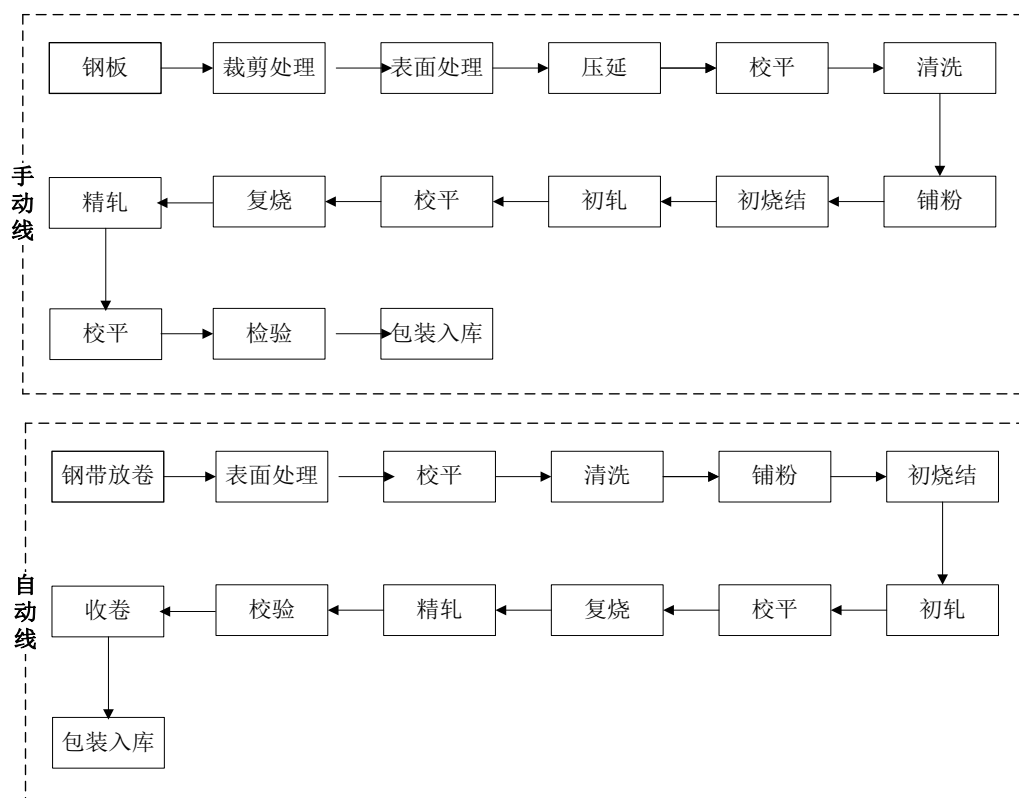 手动线
钢板
裁剪处理
表面处理
压延
校平
清洗
铺粉
初烧结
初轧
校平
复烧
精轧
校平
检验
包装入库
自动线
钢带放卷
表面处理
校平
清洗
铺粉
初烧结
初轧
校平
复烧
精轧
校验
收卷
包装入库